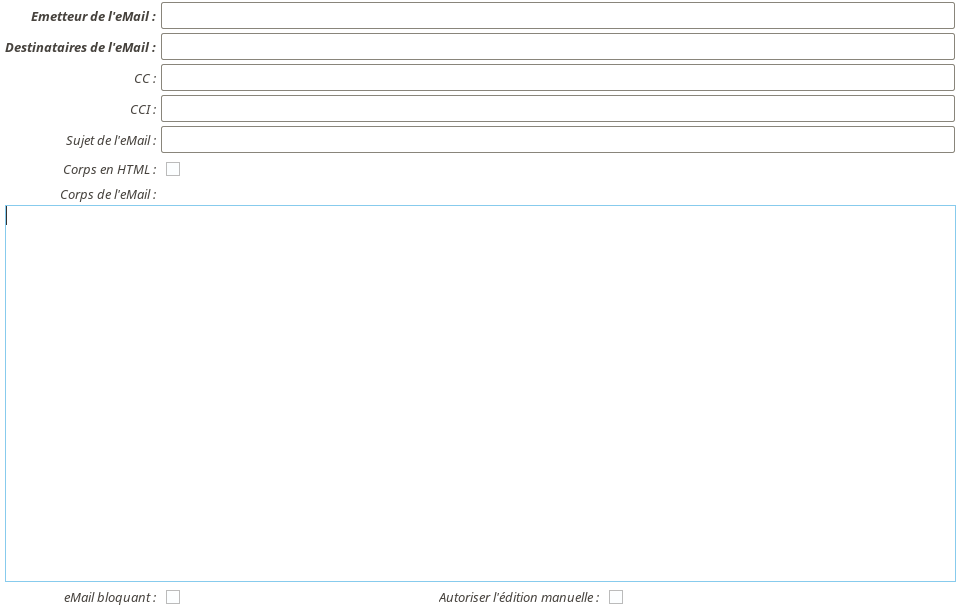 Emetteur de l'eMail :
Destinataires de l'eMail :
CC :
CCI :
Sujet de l'eMail :
Corps en HTML :
Corps de l'eMail :
eMail bloquant : Autoriser l'édition manuelle :